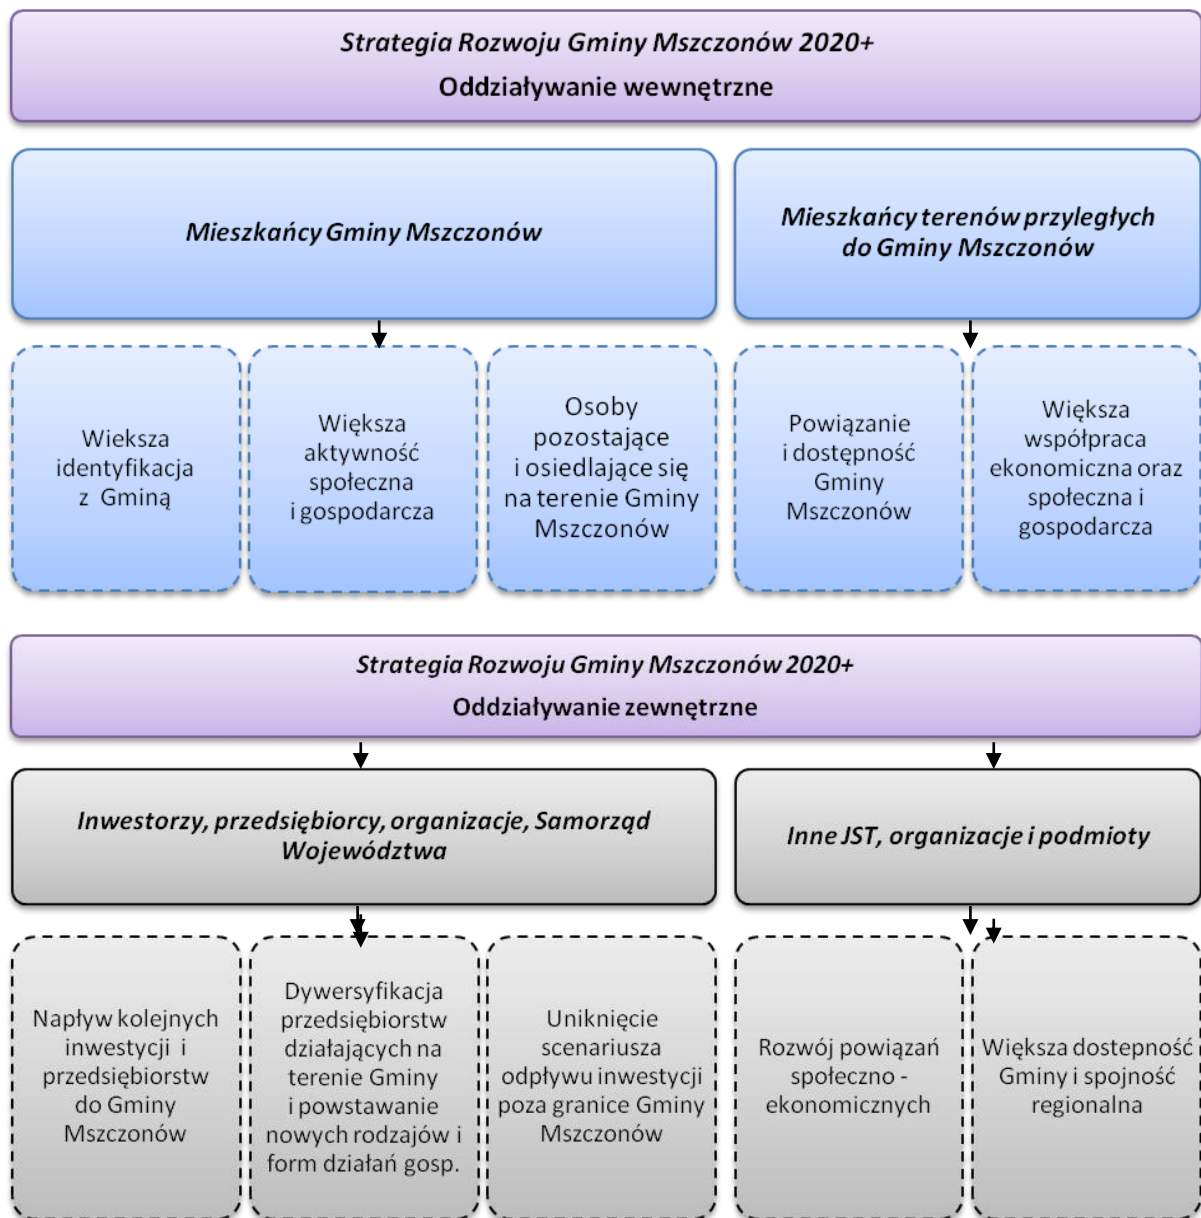 Strategia Rozwoju Gminy Mszczonów 2020+
Oddziaływanie wewnętrzne
Mieszkańcy Gminy Mszczonów
Mieszkańcy terenów przyległych
do Gminy Mszczonów
Wieksza
identyfikacja
z Gminą
Większa
aktywność
społeczna
i gospodarcza
Osoby
pozostające
i osiedlające się
na terenie Gminy
Mszczonów
Powiązanie
i dostępność
Gminy
Mszczonów
Większa
współpraca
ekonomiczna oraz
społeczna i
gospodarcza
Strategia Rozwoju Gminy Mszczonów 2020+
Oddziaływanie zewnętrzne
Inwestorzy, przedsiębiorcy, organizacje, Samorząd
Województwa
Inne JST, organizacje i podmioty
Napływ kolejnych
inwestycji i
przedsiębiorstw
do Gminy
Mszczonów
Dywersyfikacja
przedsiębiorstw
działających na
terenie Gminy
i powstawanie
nowych rodzajów i
form działań gosp.
Uniknięcie
scenariusza
odpływu inwestycji
poza granice Gminy
Mszczonów
Rozwój powiązań
społeczno -
ekonomicznych
Większa dostepność
Gminy i spojność
regionalna